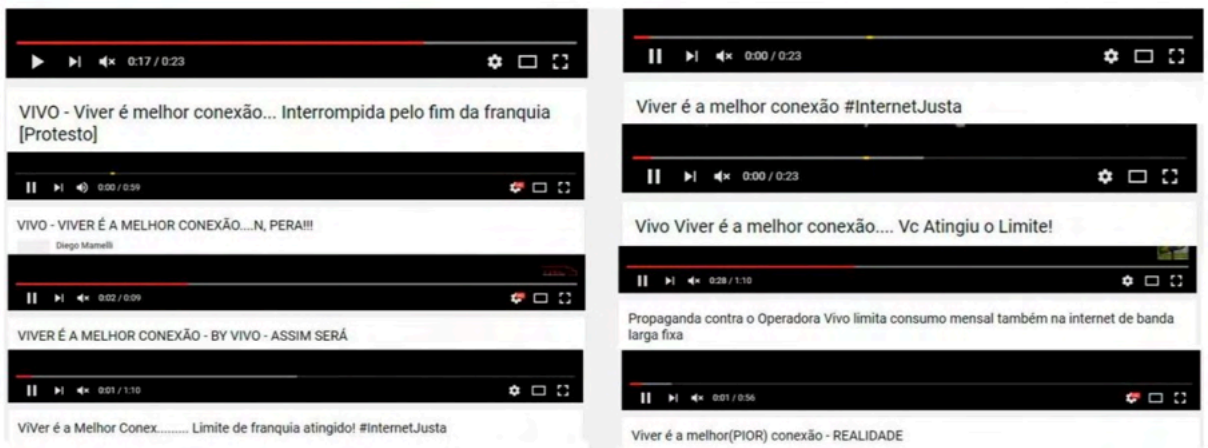 0:17 / 0:23
VIVO - Viver é melhor conexão... Interrompida pelo fim da franquia
[Protesto]
0:00 / 0:59
VIVO - VIVER É A MELHOR CONEXÃO....N, PERA!!!
Diego Mamelli
0:02 / 0:09
VIVER É A MELHOR CONEXÃO - BY VIVO - ASSIM SERÁ
0:01 / 1:10
ViVer é a Melhor Conex......... Limite de franquia atingido! #InternetJusta
0:00 / 0:23
Viver é a melhor conexão #InternetJusta
0:00 / 0:23
Vivo Viver é a melhor conexão.... Vc Atingiu o Limite!
0:28 / 1:10
Propaganda contra o Operadora Vivo limita consumo mensal também na internet de banda
larga fixa
0:01 / 0:56
Viver é a melhor(PIOR) conexão - REALIDADE